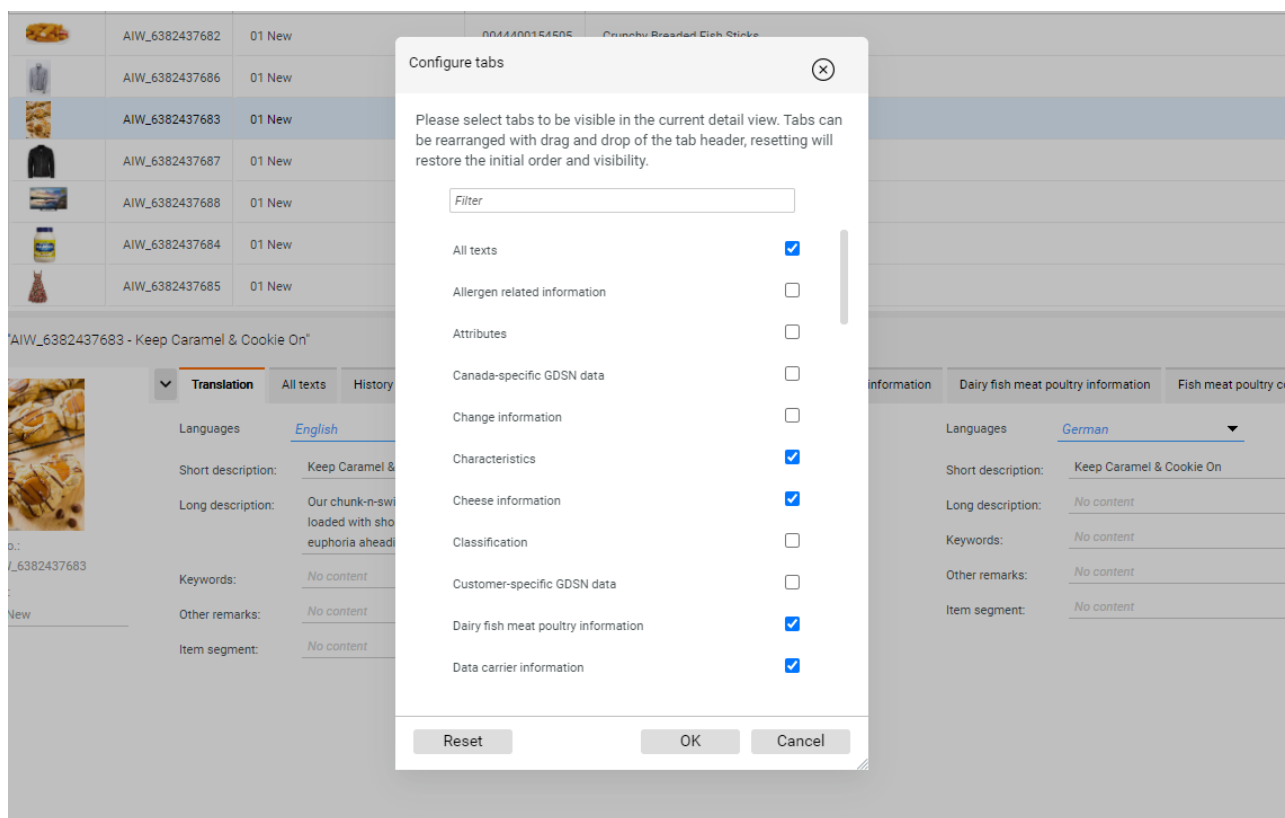 AIW_6382437682 01 New 0044400154505 Crunchy Breaded Fish Sticks
AIW_6382437686 01 New
AIW_6382437683 01 New
AIW_6382437687 01 New
AIW_6382437688 01 New
AIW_6382437684 01 New
AIW_6382437685 01 New
Configure tabs
Please select tabs to be visible in the current detail view. Tabs can
be rearranged with drag and drop of the tab header, resetting will
restore the initial order and visibility.
Filter
All texts
Allergen related information
Attributes
Canada-specific GDSN data
Change information
Characteristics
Cheese information
Classification
Customer-specific GDSN data
Dairy fish meat poultry information
Data carrier information
Reset OK Cancel
"AIW_6382437683 - Keep Caramel & Cookie On"
Translation All texts History information Dairy fish meat poultry information Fish meat poultry c
Languages English
Short description: Keep Caramel &
Long description: Our chunk-n-swi
loaded with sho
euphoria aheadi
Keywords: No content
Other remarks: No content
Item segment: No content
o.:
_6382437683
:
New
Languages German
Short description: Keep Caramel & Cookie On
Long description: No content
Keywords: No content
Other remarks: No content
Item segment: No content